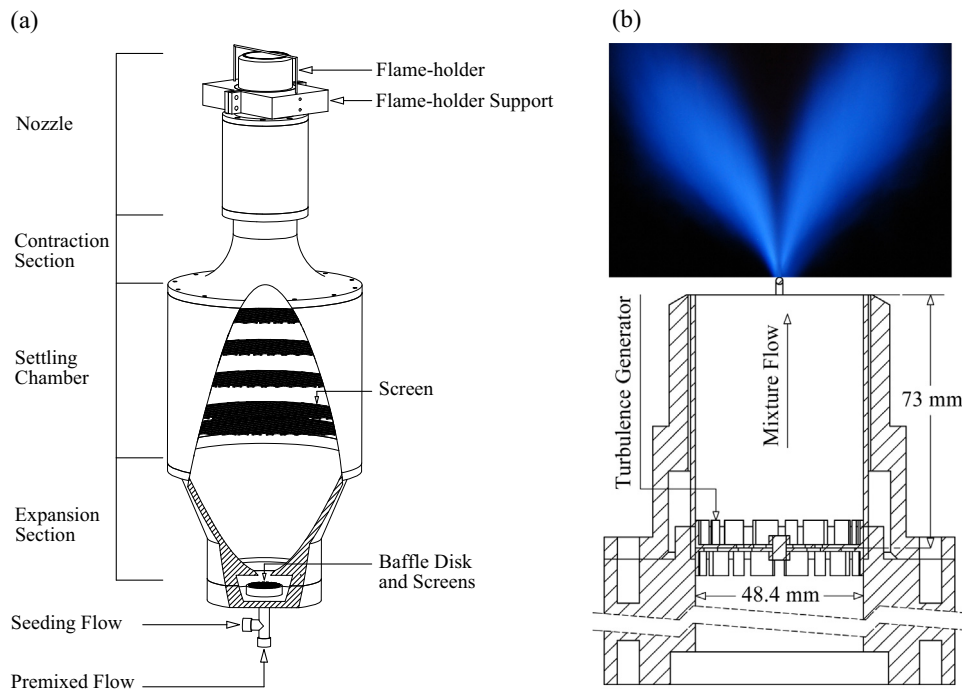 (a)
Flame-holder
Flame-holder Support
Nozzle
Contraction
Section
Settling
Chamber
Screen
Expansion
Section
Baffle Disk
and Screens
Seeding Flow
Premixed Flow
(b)
Turbulence Generator
Mixture Flow
73 mm
48.4 mm